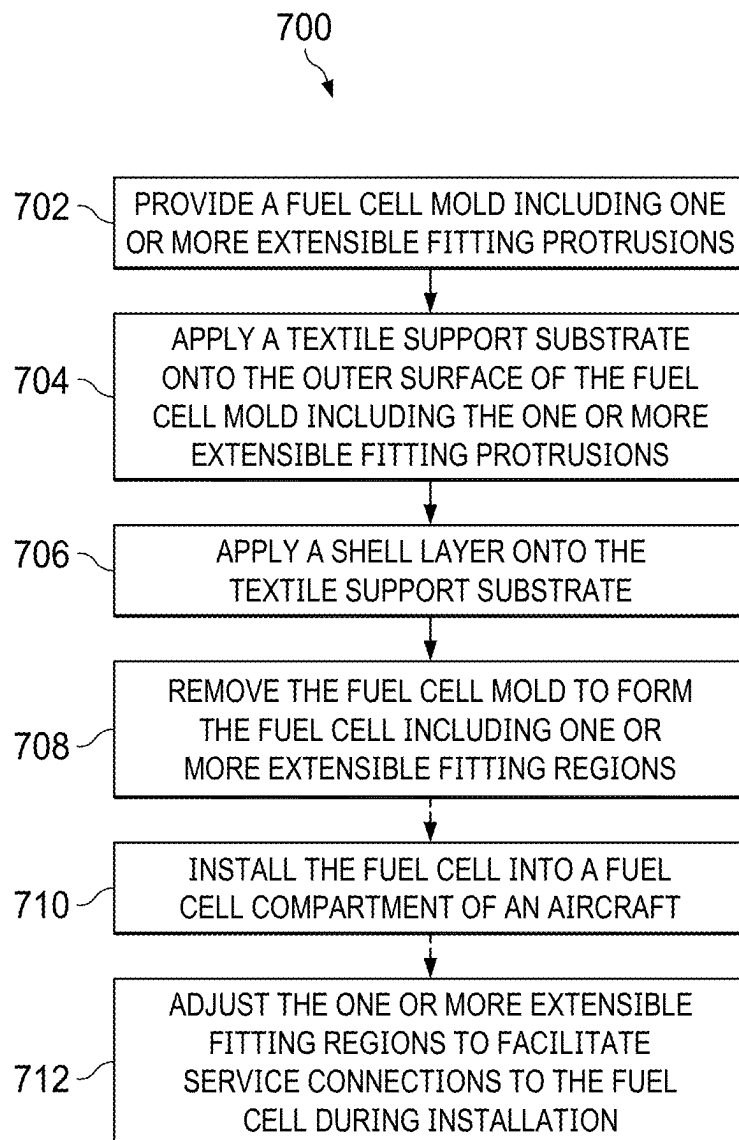 700
702
PROVIDE A FUEL CELL MOLD INCLUDING ONE
OR MORE EXTENSIBLE FITTING PROTRUSIONS
704
APPLY A TEXTILE SUPPORT SUBSTRATE
ONTO THE OUTER SURFACE OF THE FUEL
CELL MOLD INCLUDING THE ONE OR MORE
EXTENSIBLE FITTING PROTRUSIONS
706
APPLY A SHELL LAYER ONTO THE
TEXTILE SUPPORT SUBSTRATE
708
REMOVE THE FUEL CELL MOLD TO FORM
THE FUEL CELL INCLUDING ONE OR
MORE EXTENSIBLE FITTING REGIONS
710
INSTALL THE FUEL CELL INTO A FUEL
CELL COMPARTMENT OF AN AIRCRAFT
712
ADJUST THE ONE OR MORE EXTENSIBLE
FITTING REGIONS TO FACILITATE
SERVICE CONNECTIONS TO THE FUEL
CELL DURING INSTALLATION